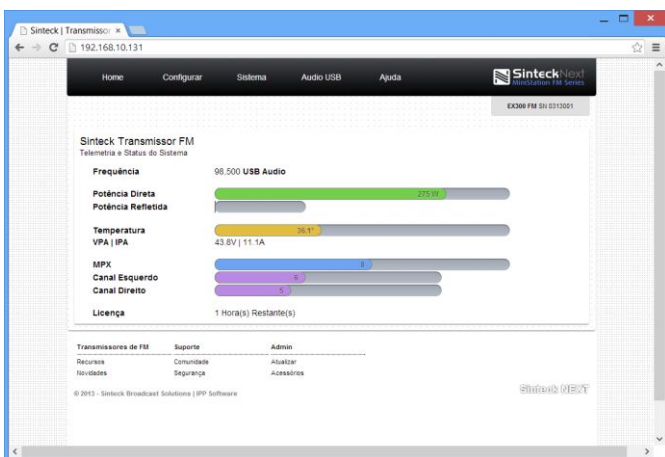 Sinteck | Transmissor
192.168.10.131
Home Configurar Sistema Audio USB Ajuda
SinteckNext
MiniStation FM Series
EX300 FM SN 0313001
Sinteck Transmissor FM
Telemetria e Status do Sistema
Frequência 98.500 USB Audio
Potência Direta 275 W
Potência Refletida
Temperatura 36.1°
VPA | IPA 43.8V | 11.1A
MPX 8
Canal Esquerdo 6
Canal Direito 5
Licença 1 Hora(s) Restante(s)
Transmissores de FM Suporte Admin
Recursos Comunidade Atualizar
Novidades Segurança Acessórios
© 2013 - Sinteck Broadcast Solutions | IPP Software
Sinteck NEXT